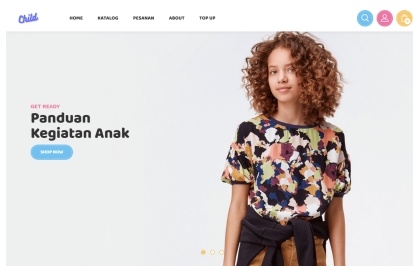 Child
HOME
KATALOG
PESANAN
ABOUT
TOP UP
GET READY
Panduan
Kegiatan Anak
SHOP NOW